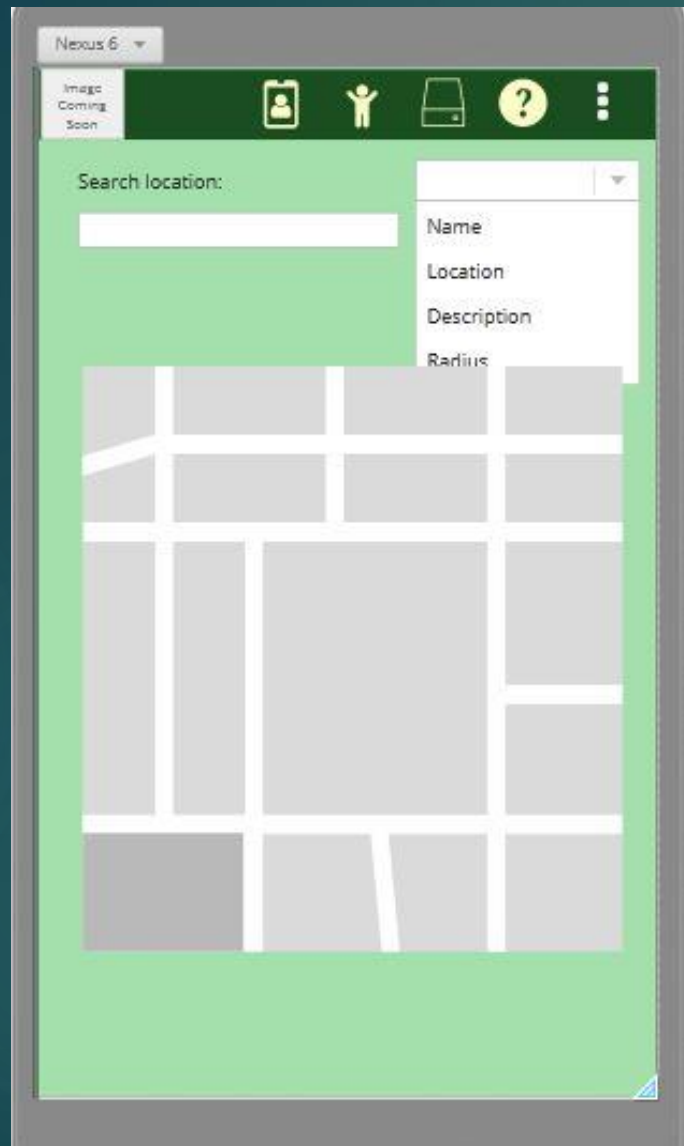 Nexus 6
Image
Coming
Soon
?
Search location:
Name
Location
Description
Radius